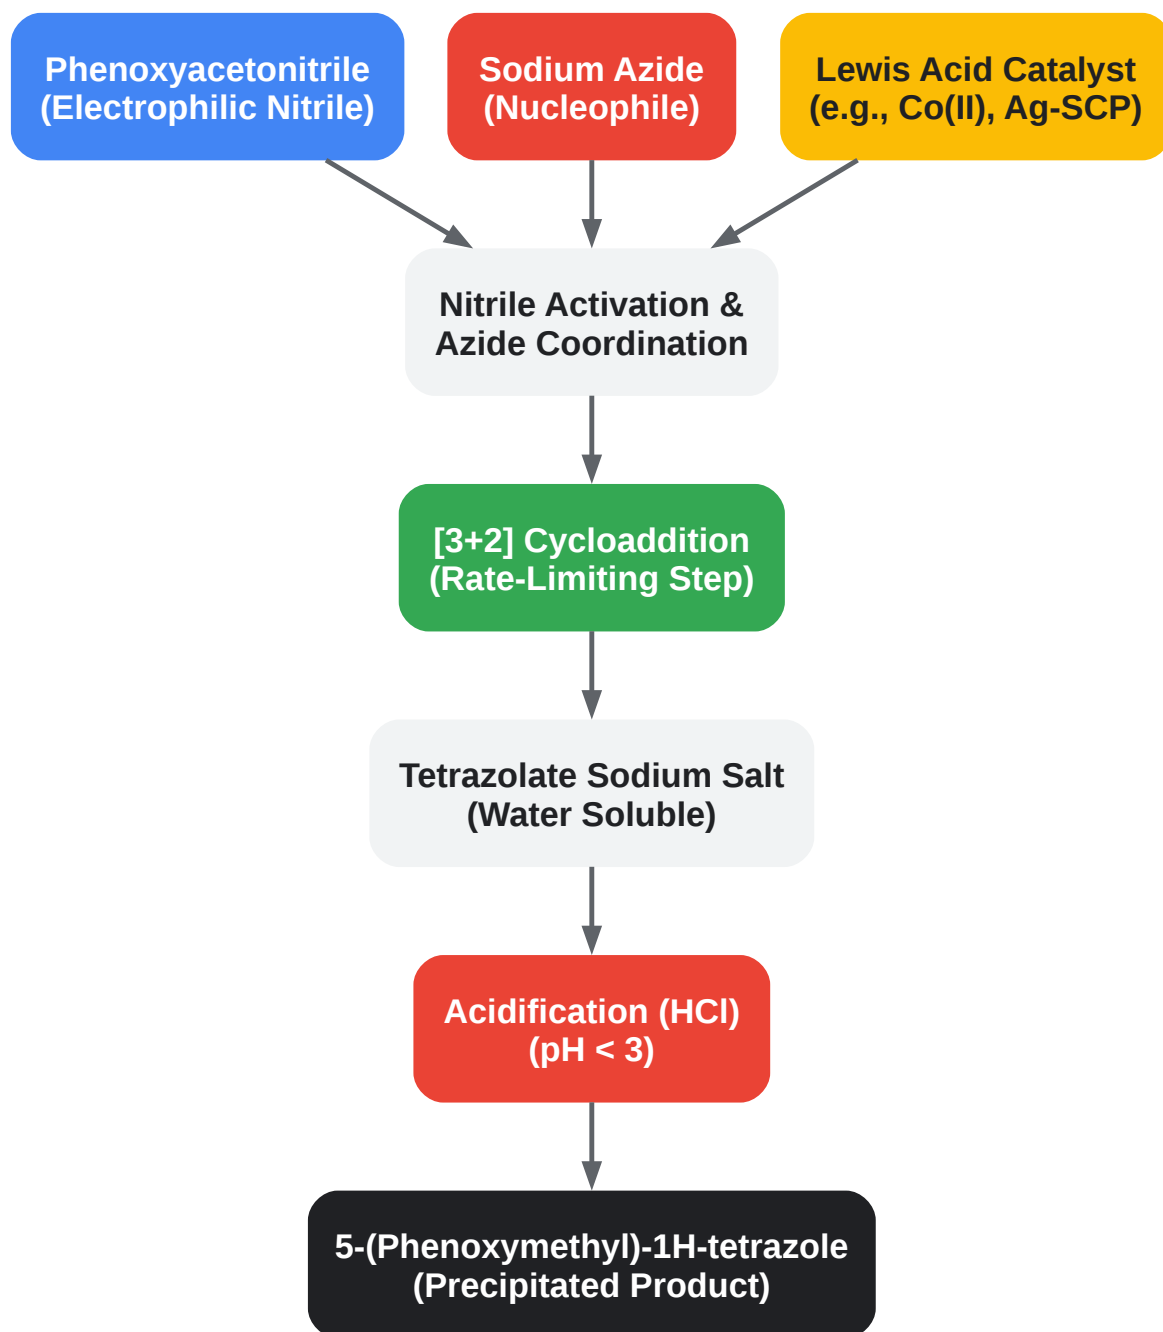 Phenoxyacetonitrile
(Electrophilic Nitrile)
Sodium Azide
(Nucleophile)
Lewis Acid Catalyst
(e.g., Co(II), Ag-SCP)
Nitrile Activation &
Azide Coordination
[3+2] Cycloaddition
(Rate-Limiting Step)
Tetrazolate Sodium Salt
(Water Soluble)
Acidification (HCl)
(pH < 3)
5-(Phenoxymethyl)-1H-tetrazole
(Precipitated Product)